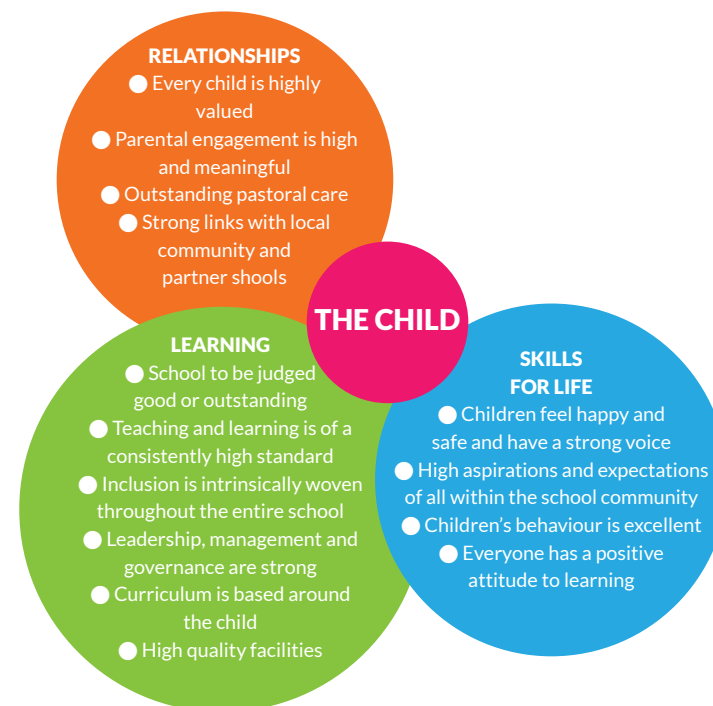 RELATIONSHIPS
● Every child is highly
valued
● Parental engagement is high
and meaningful
● Outstanding pastoral care
● Strong links with local
community and
partner shools
THE CHILD
LEARNING
● School to be judged
good or outstanding
● Teaching and learning is of a
consistently high standard
● Inclusion is intrinsically woven
throughout the entire school
● Leadership, management and
governance are strong
● Curriculum is based around
the child
● High quality facilities
SKILLS
FOR LIFE
● Children feel happy and
safe and have a strong voice
● High aspirations and expectations
of all within the school community
● Children’s behaviour is excellent
● Everyone has a positive
attitude to learning